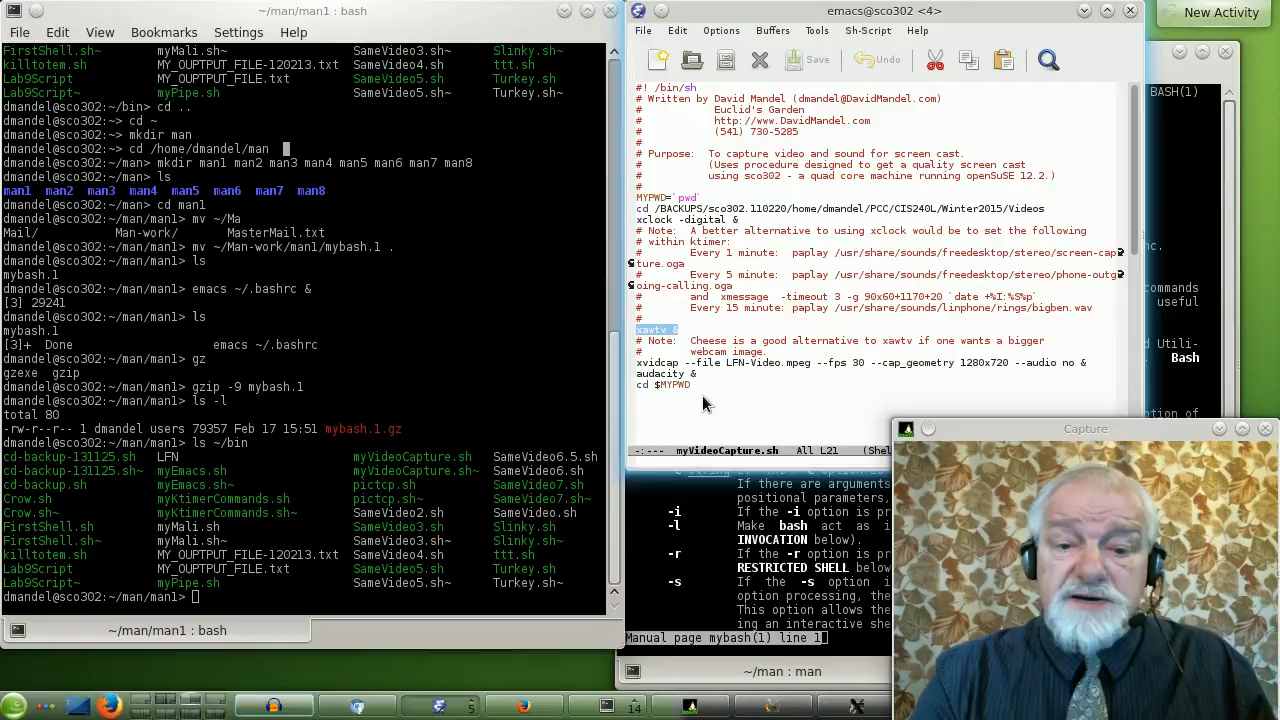 ~/man/man1 : bash
File Edit View Bookmarks Settings Help
FirstShell.sh~ myMali.sh~ SameVideo3.sh~ Slinky.sh~
killtotem.sh MY_OUPTPUT_FILE-120213.txt SameVideo4.sh~ ttt.sh
Lab9Script MY_OUPTPUT_FILE.txt SameVideo5.sh Turkey.sh
Lab9Script~ myPipe.sh SameVideo5.sh~ Turkey.sh~
dmandel@sco302:~/bin> cd ..
dmandel@sco302:~> cd ~
dmandel@sco302:~> mkdir man
dmandel@sco302:~> cd /home/dmandel/man
dmandel@sco302:~/man> mkdir man1 man2 man3 man4 man5 man6 man7 man8
dmandel@sco302:~/man> ls
man1 man2 man3 man4 man5 man6 man7 man8
dmandel@sco302:~/man> cd man1
dmandel@sco302:~/man/man1> mv ~/Ma
Mail/ Man-work/ MasterMail.txt
dmandel@sco302:~/man/man1> mv ~/Man-work/man1/mybash.1 .
dmandel@sco302:~/man/man1> ls
mybash.1
dmandel@sco302:~/man/man1> emacs ~/.bashrc &
[3] 29241
dmandel@sco302:~/man/man1> ls
mybash.1
[3]+ Done emacs ~/.bashrc
dmandel@sco302:~/man/man1> gz
gzexe gzip
dmandel@sco302:~/man/man1> gzip -9 mybash.1
dmandel@sco302:~/man/man1> ls -l
total 80
-rw-r--r-- 1 dmandel users 79357 Feb 17 15:51 mybash.1.gz
dmandel@sco302:~/man/man1> ls ~/bin
cd-backup-131125.sh LFN myVideoCapture.sh SameVideo6.5.sh
cd-backup-131125.sh~ myEmacs.sh myVideoCapture.sh~ SameVideo6.sh
cd-backup.sh myEmacs.sh~ pictcp.sh SameVideo7.sh
Crow.sh myKtimerCommands.sh pictcp.sh~ SameVideo7.sh~
Crow.sh~ myKtimerCommands.sh~ SameVideo2.sh SameVideo.sh
FirstShell.sh myMali.sh SameVideo3.sh Slinky.sh
FirstShell.sh~ myMali.sh~ SameVideo3.sh~ Slinky.sh~
killtotem.sh MY_OUPTPUT_FILE-120213.txt SameVideo4.sh~ ttt.sh
Lab9Script MY_OUPTPUT_FILE.txt SameVideo5.sh Turkey.sh
Lab9Script~ myPipe.sh SameVideo5.sh~ Turkey.sh~
dmandel@sco302:~/man/man1>
~/man/man1 : bash
emacs@sco302 <4>
File Edit Options Buffers Tools Sh-Script Help
Save Undo
#! /bin/sh
# Written by David Mandel (dmandel@DavidMandel.com)
# Euclid's Garden
# http://www.DavidMandel.com
# (541) 730-5285
#
# Purpose: To capture video and sound for screen cast.
# (Uses procedure designed to get a quality screen cast
# using sco302 - a quad core machine running openSuSE 12.2.)
#
MYPWD=`pwd`
cd /BACKUPS/sco302.110220/home/dmandel/PCC/CIS240L/Winter2015/Videos
xclock -digital &
# Note: A better alternative to using xclock would be to set the following
# within ktimer:
# Every 1 minute: paplay /usr/share/sounds/freedesktop/stereo/screen-cap
ture.oga
# Every 5 minute: paplay /usr/share/sounds/freedesktop/stereo/phone-outg
oing-calling.oga
# and xmessage -timeout 3 -g 90x60+1170+20 `date +%I:%S%p`
# Every 15 minute: paplay /usr/share/sounds/linphone/rings/bigben.wav
#
xawtv &
# Note: Cheese is a good alternative to xawtv if one wants a bigger
# webcam image.
xvidcap --file LFN-Video.mpeg --fps 30 --cap_geometry 1280x720 --audio no &
audacity &
cd $MYPWD
-:--- myVideoCapture.sh All L21 (Shel
New Activity
BASH(1)
nc.
commands
useful
Utili-
Bash
ption of
If there are arguments
positional parameters,
-i If the -i option is pr
-l Make bash act as i
INVOCATION below).
-r If the -r option is pr
RESTRICTED SHELL below
-s If the -s option i
option processing, the
This option allows the
ing an interactive she
Manual page mybash(1) line 1
~/man : man
Capture
5
14